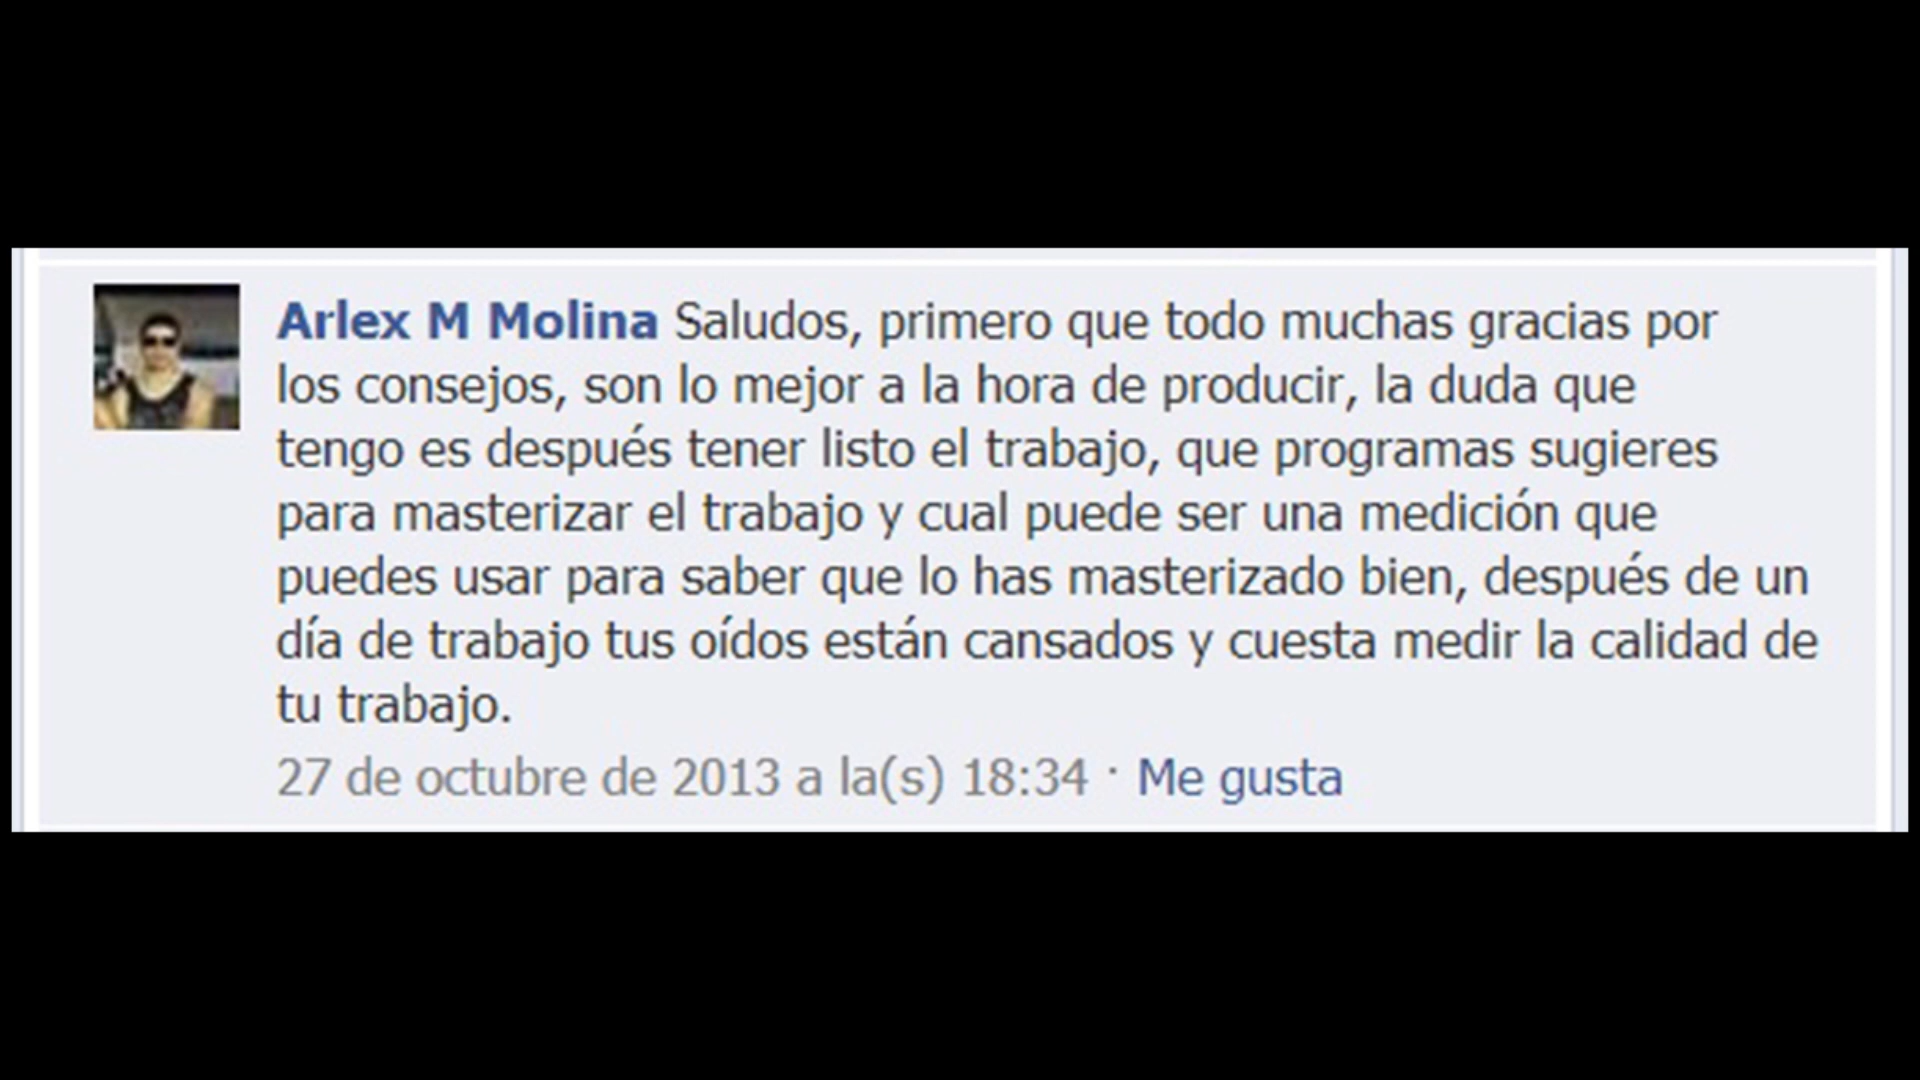 Arlex M Molina Saludos, primero que todo muchas gracias por
los consejos, son lo mejor a la hora de producir, la duda que
tengo es después tener listo el trabajo, que programas sugieres
para masterizar el trabajo y cual puede ser una medición que
puedes usar para saber que lo has masterizado bien, después de un
día de trabajo tus oídos están cansados y cuesta medir la calidad de
tu trabajo.
27 de octubre de 2013 a la(s) 18:34 · Me gusta